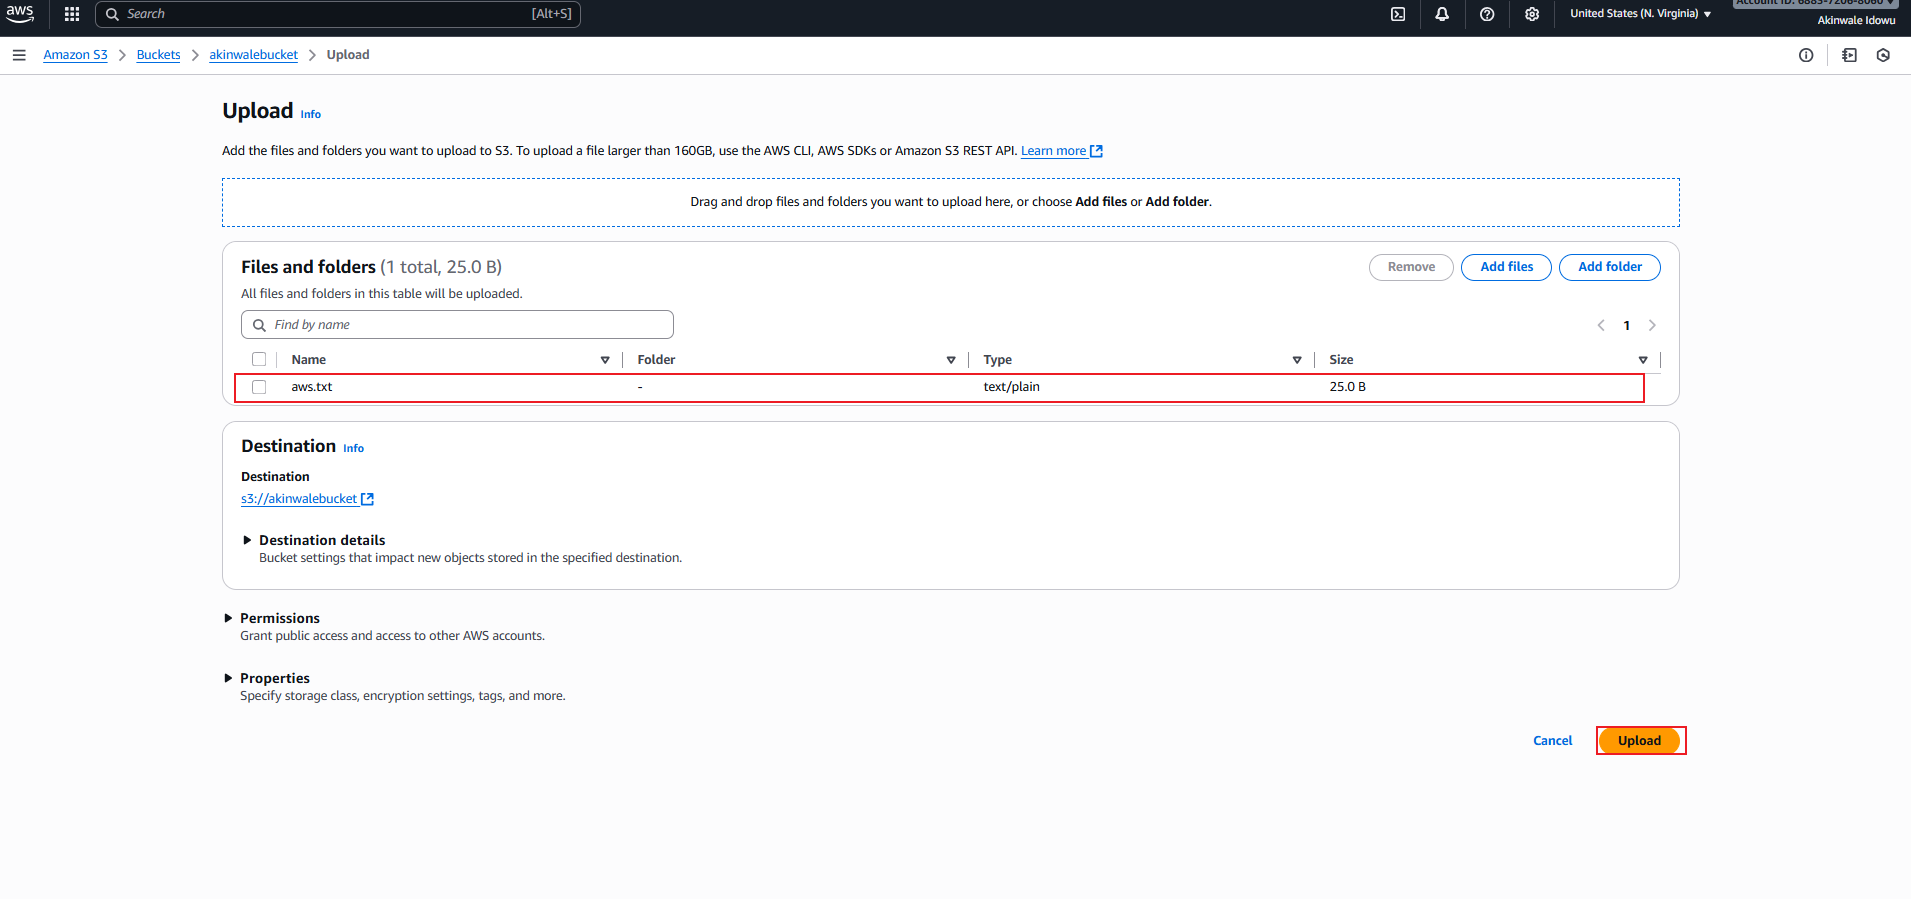 aws
Search [Alt+S]
United States (N. Virginia)
Akinwale Idowu
Amazon S3 > Buckets > akinwalebucket > Upload
Upload Info
Add the files and folders you want to upload to S3. To upload a file larger than 160GB, use the AWS CLI, AWS SDKs or Amazon S3 REST API. Learn more
Drag and drop files and folders you want to upload here, or choose Add files or Add folder.
Files and folders (1 total, 25.0 B)
Remove Add files Add folder
All files and folders in this table will be uploaded.
Find by name
1
Name Folder Type Size
aws.txt - text/plain 25.0 B
Destination Info
Destination
s3://akinwalebucket
Destination details
Bucket settings that impact new objects stored in the specified destination.
Permissions
Grant public access and access to other AWS accounts.
Properties
Specify storage class, encryption settings, tags, and more.
Cancel Upload